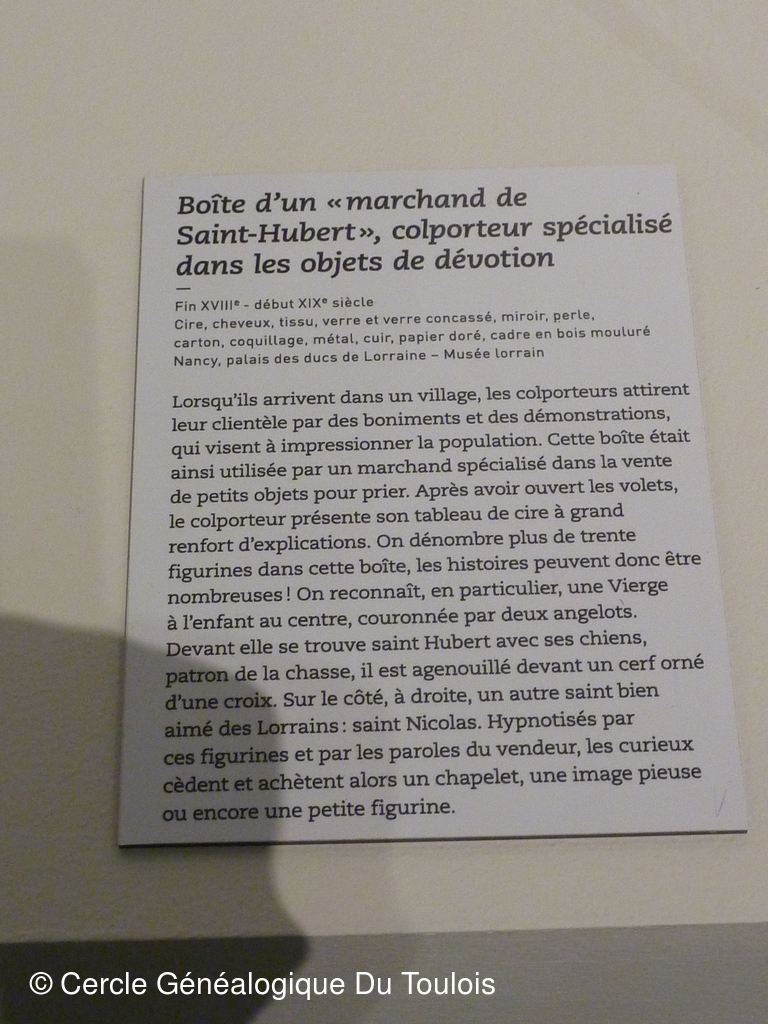 Boîte d'un « marchand de
Saint-Hubert », colporteur spécialisé
dans les objets de dévotion
Fin XVIIIe - début XIXe siècle
Cire, cheveux, tissu, verre et verre concassé, miroir, perle,
carton, coquillage, métal, cuir, papier doré, cadre en bois mouluré
Nancy, palais des ducs de Lorraine – Musée lorrain
Lorsqu'ils arrivent dans un village, les colporteurs attirent
leur clientèle par des boniments et des démonstrations,
qui visent à impressionner la population. Cette boîte était
ainsi utilisée par un marchand spécialisé dans la vente
de petits objets pour prier. Après avoir ouvert les volets,
le colporteur présente son tableau de cire à grand
renfort d'explications. On dénombre plus de trente
figurines dans cette boîte, les histoires peuvent donc être
nombreuses ! On reconnaît, en particulier, une Vierge
à l'enfant au centre, couronnée par deux angelots.
Devant elle se trouve saint Hubert avec ses chiens,
patron de la chasse, il est agenouillé devant un cerf orné
d'une croix. Sur le côté, à droite, un autre saint bien
aimé des Lorrains : saint Nicolas. Hypnotisés par
ces figurines et par les paroles du vendeur, les curieux
cèdent et achètent alors un chapelet, une image pieuse
ou encore une petite figurine.
© Cercle Généalogique Du Toulois